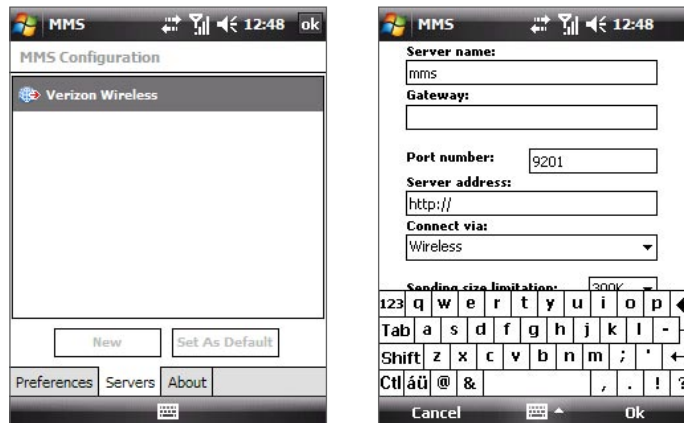 MMS 12:48 ok
MMS Configuration
Verizon Wireless
New Set As Default
Preferences Servers About
MMS 12:48
Server name:
mms
Gateway:
Port number: 9201
Server address:
http://
Connect via:
Wireless
Sending size limitation: 300K
123 q w e r t y u i o p
Tab a s d f g h j k l -
Shift z x c v b n m ; '
Ctl áü @ & , . ! ?
Cancel Ok